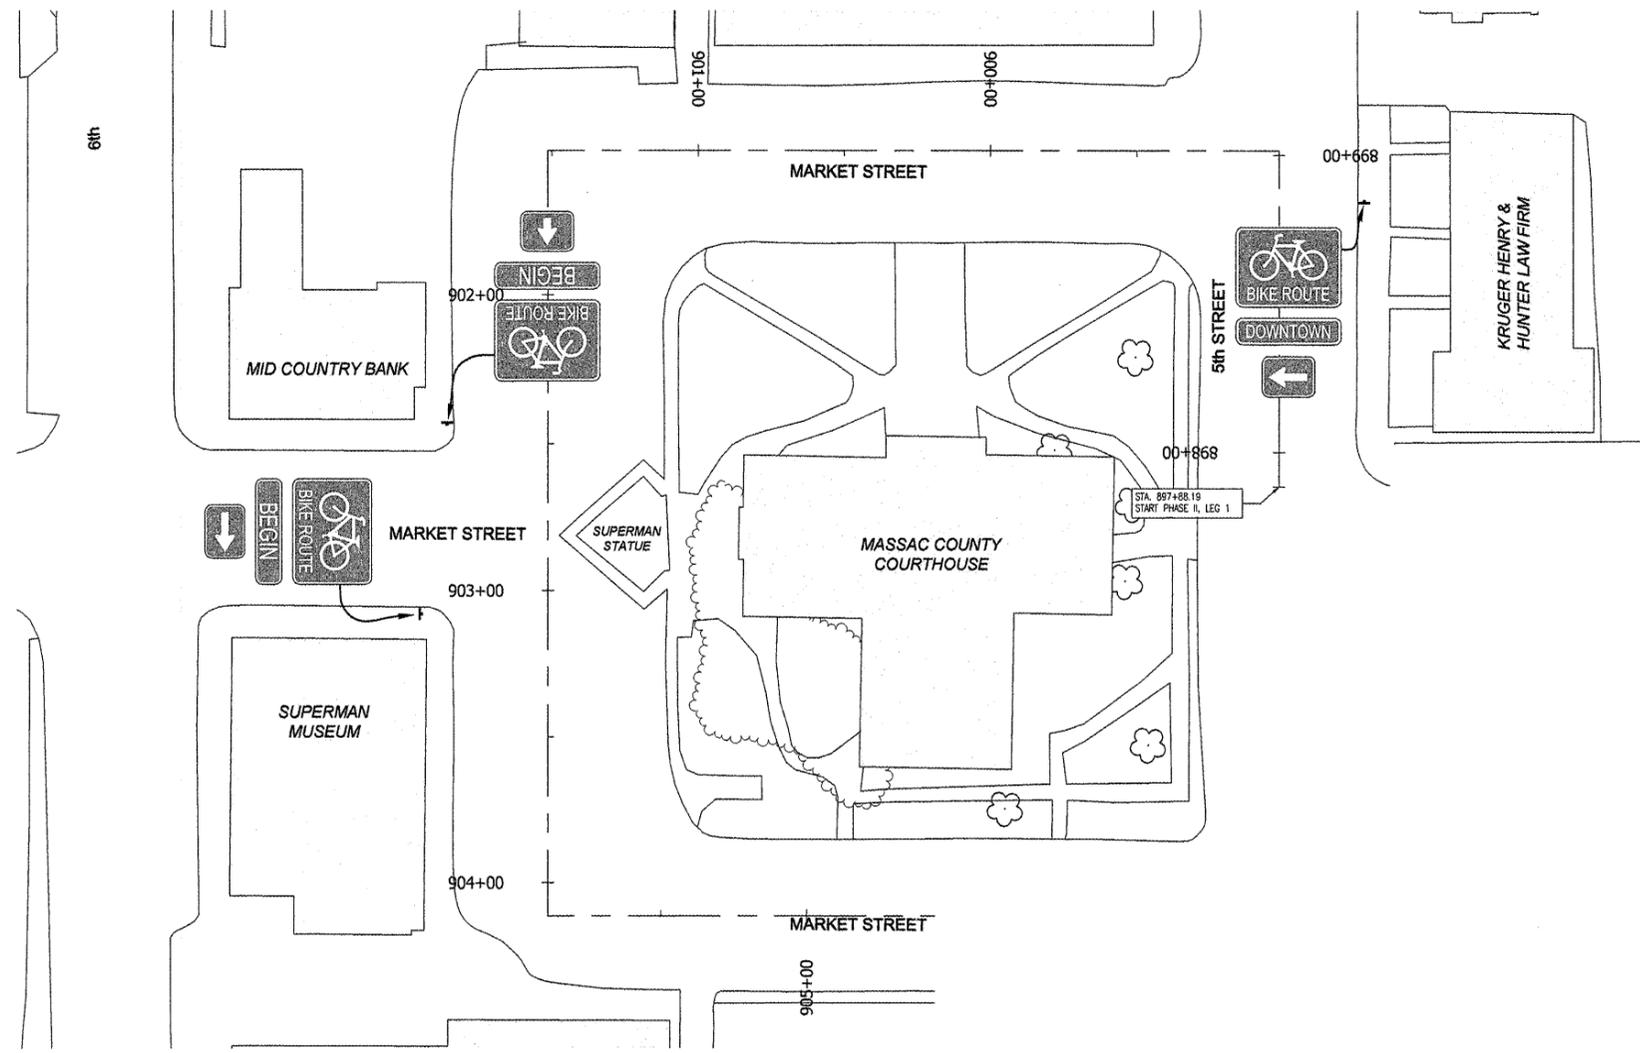 6th
901+00
900+00
899+00
MARKET STREET
KRUGER HENRY &
HUNTER LAW FIRM
BEGIN
902+00
BIKE ROUTE
BIKE ROUTE
DOWNTOWN
5th STREET
MID COUNTRY BANK
898+00
STA. 897+88.19
START PHASE II, LEG 1
BEGIN
BIKE ROUTE
MARKET STREET
SUPERMAN
STATUE
MASSAC COUNTY
COURTHOUSE
903+00
SUPERMAN
MUSEUM
904+00
MARKET STREET
905+00